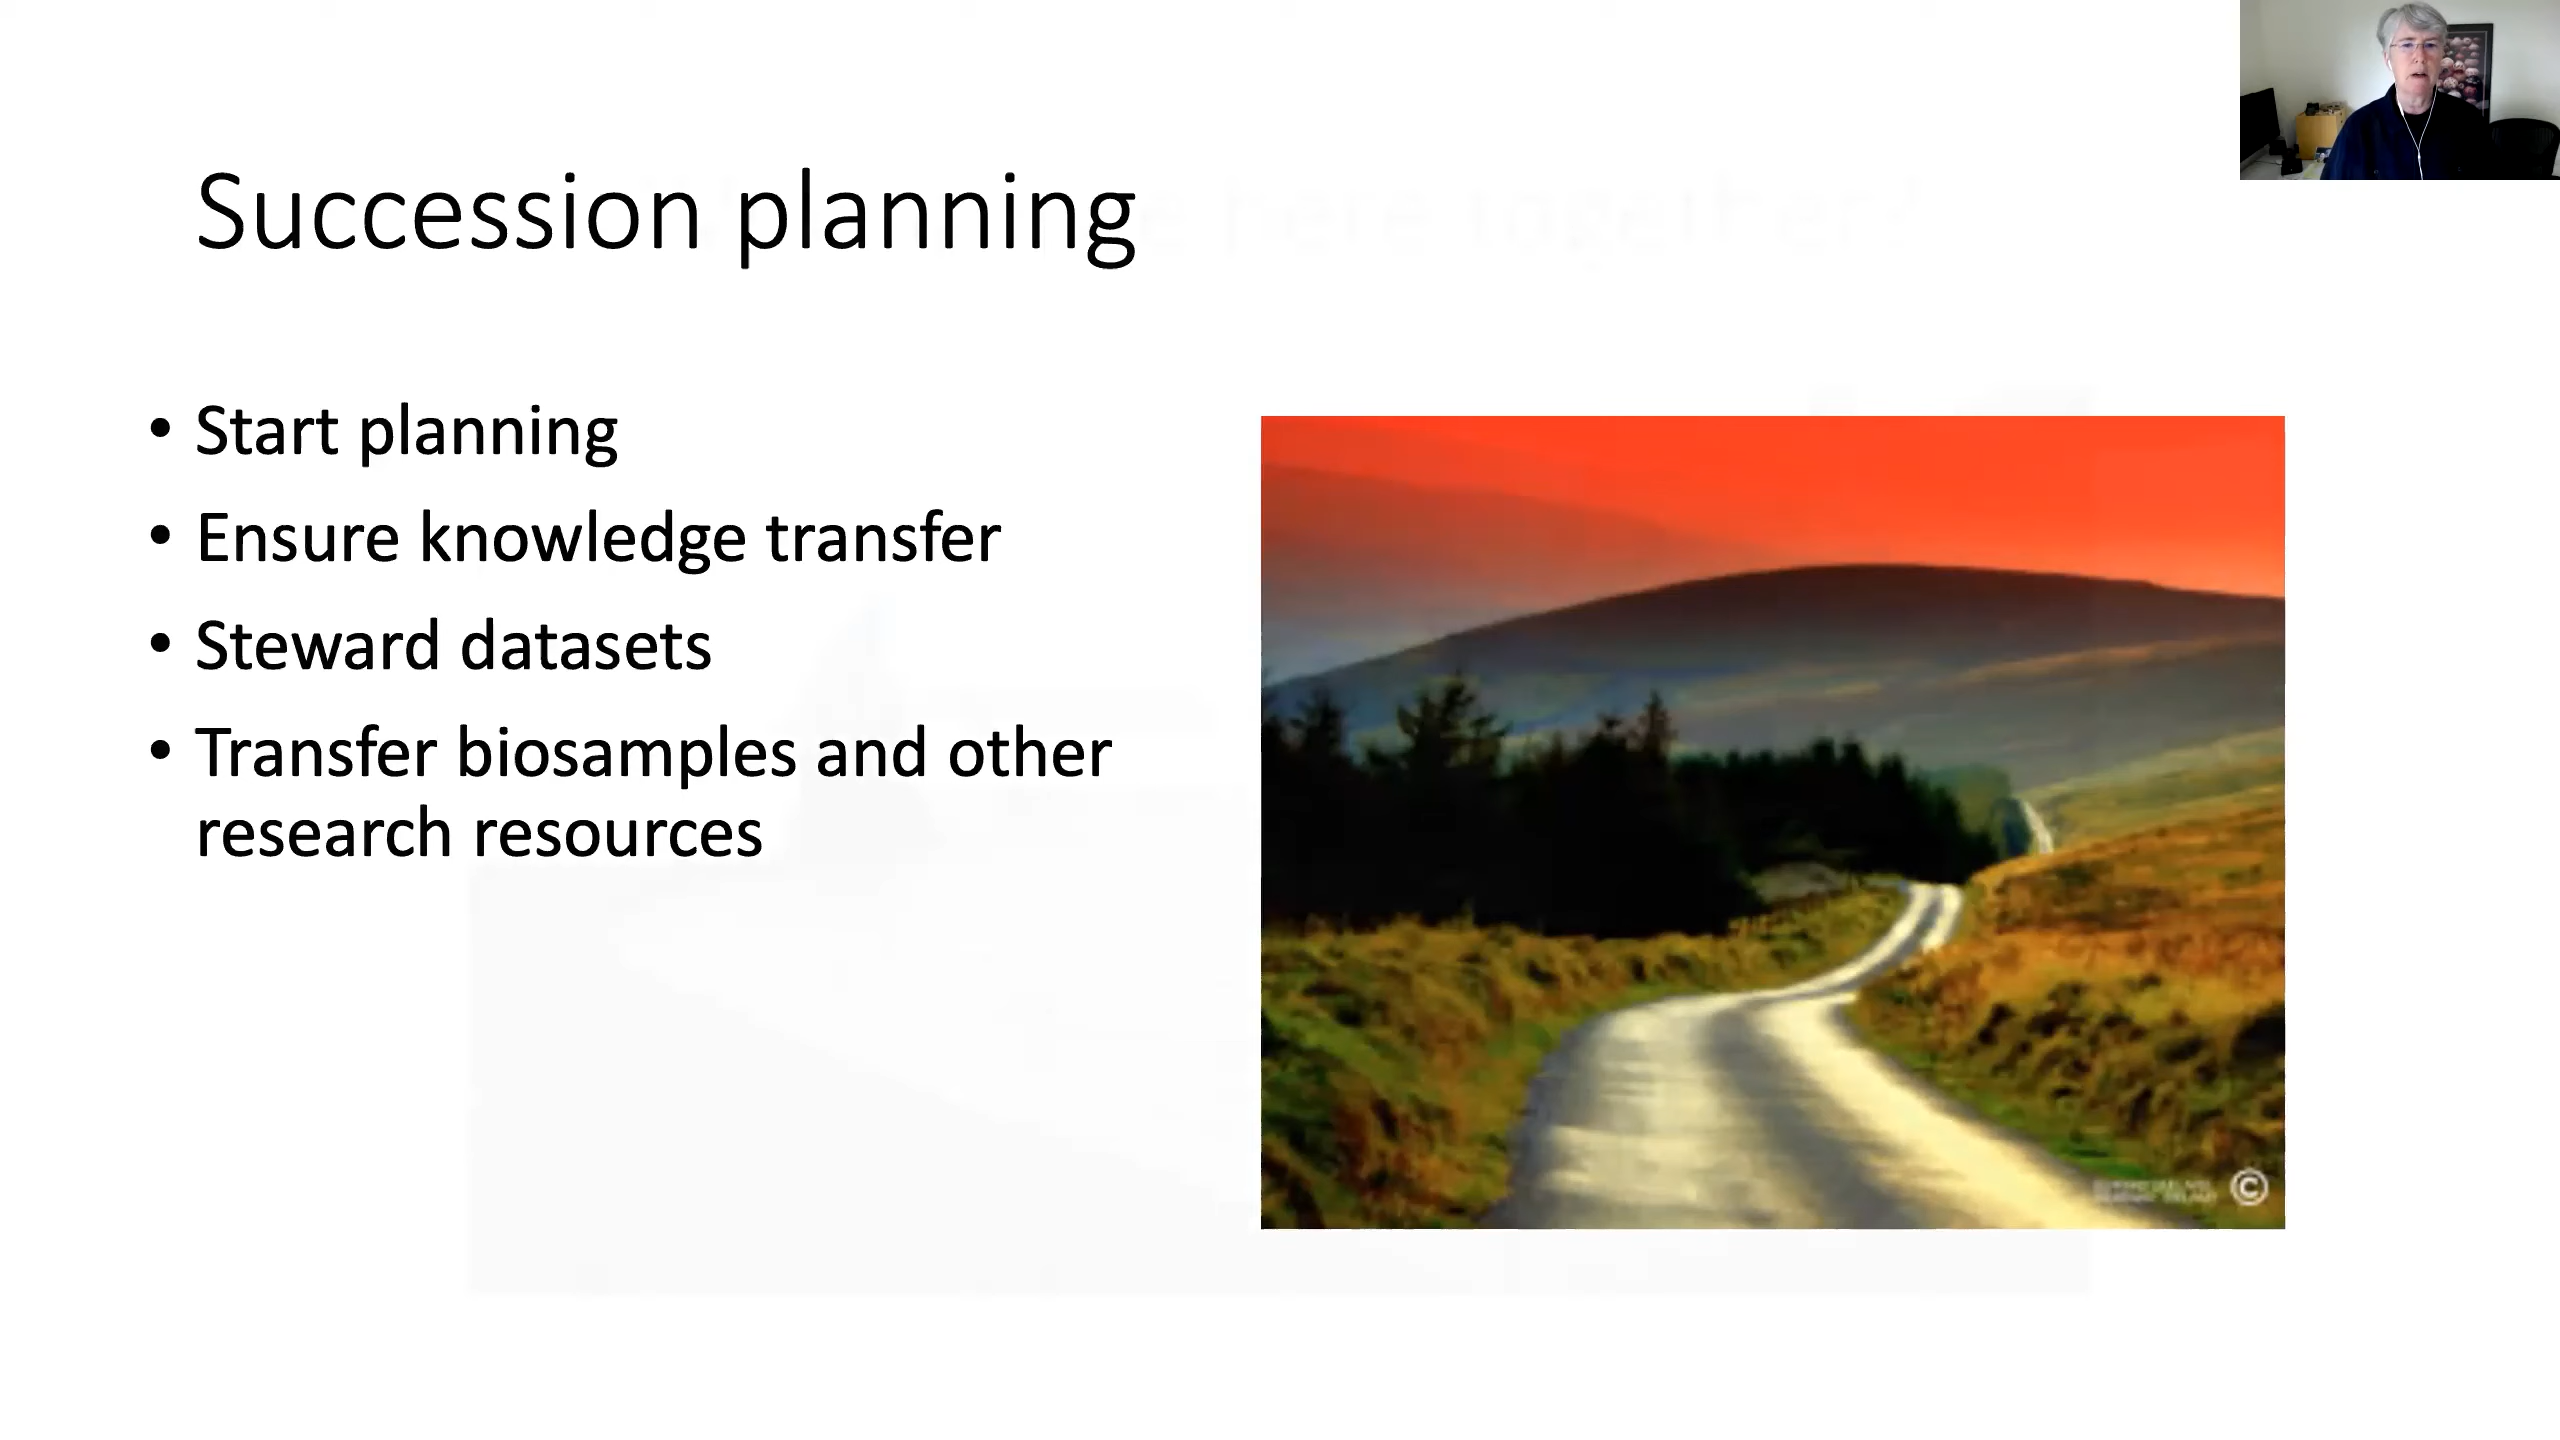 Succession planning
• Start planning
• Ensure knowledge transfer
• Steward datasets
• Transfer biosamples and other
research resources
©